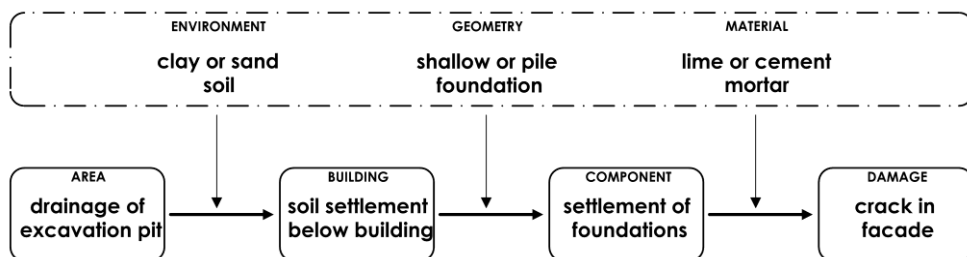 ENVIRONMENT GEOMETRY MATERIAL
clay or sand shallow or pile lime or cement
soil foundation mortar
AREA BUILDING COMPONENT DAMAGE
drainage of soil settlement settlement of crack in
excavation pit below building foundations facade